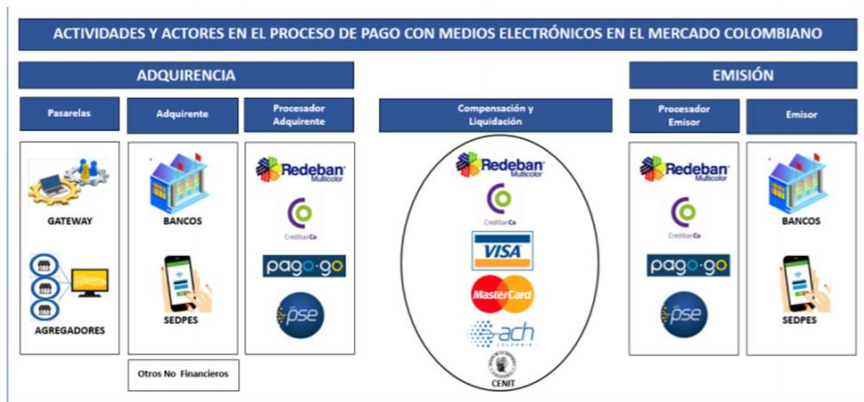 ACTIVIDADES Y ACTORES EN EL PROCESO DE PAGO CON MEDIOS ELECTRÓNICOS EN EL MERCADO COLOMBIANO
ADQUIRENCIA
EMISIÓN
Pasarelas
Adquirente
Procesador
Adquirente
Compensación y
Liquidación
Procesador
Emisor
Emisor
GATEWAY
AGREGADORES
BANCOS
SEDPES
Otros No Financieros
Redeban
Multicolor
CredibanCo
pago·go
pse
Redeban
Multicolor
CredibanCo
VISA
MasterCard
ach
COLOMBIA
CENIT
Redeban
Multicolor
CredibanCo
pago·go
pse
BANCOS
SEDPES